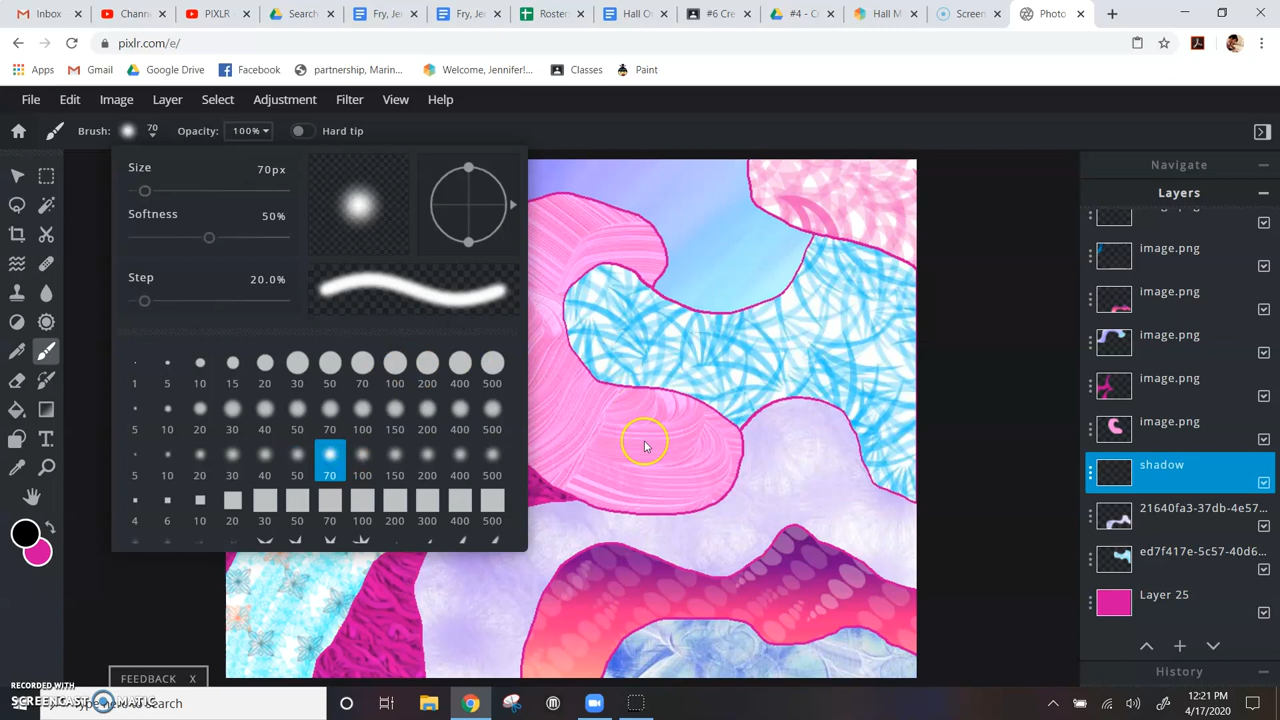 Inbox
Chann
PIXLR
Search
Fry, Je
Fry, Je
Roster
Hall O
#6 Cre
#4 - C
Hall M
Screen
Photo
pixlr.com/e/
Apps
Gmail
Google Drive
Facebook
partnership, Marin...
Welcome, Jennifer!...
Classes
Paint
File
Edit
Image
Layer
Select
Adjustment
Filter
View
Help
Brush:
70
Opacity:
100%
Hard tip
Size
70px
Softness
50%
Step
20.0%
1 5 10 15 20 30 50 70 100 200 400 500
5 10 20 30 40 50 70 100 150 200 400 500
5 10 20 30 40 50 70 100 150 200 400 500
4 6 10 20 30 50 70 100 200 300 400 500
Navigate
Layers
image.png
image.png
image.png
image.png
image.png
shadow
21640fa3-37db-4e57...
ed7f417e-5c57-40d6...
Layer 25
History
FEEDBACK X
RECORDED WITH
SCREENCAST MATIC
to search
12:21 PM
4/17/2020